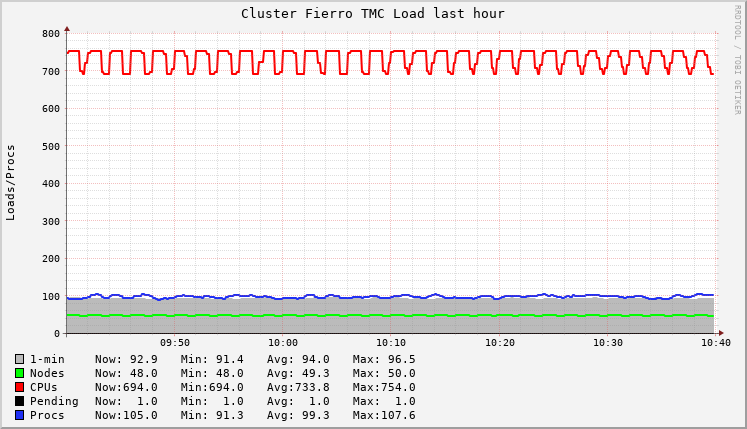 Cluster Fierro TMC Load last hour
RRDTOOL / TOBI OETIKER
Loads/Procs
800
700
600
500
400
300
200
100
0
09:50 10:00 10:10 10:20 10:30 10:40
1-min Now: 92.9 Min: 91.4 Avg: 94.0 Max: 96.5
Nodes Now: 48.0 Min: 48.0 Avg: 49.3 Max: 50.0
CPUs Now:694.0 Min:694.0 Avg:733.8 Max:754.0
Pending Now: 1.0 Min: 1.0 Avg: 1.0 Max: 1.0
Procs Now:105.0 Min: 91.3 Avg: 99.3 Max:107.6